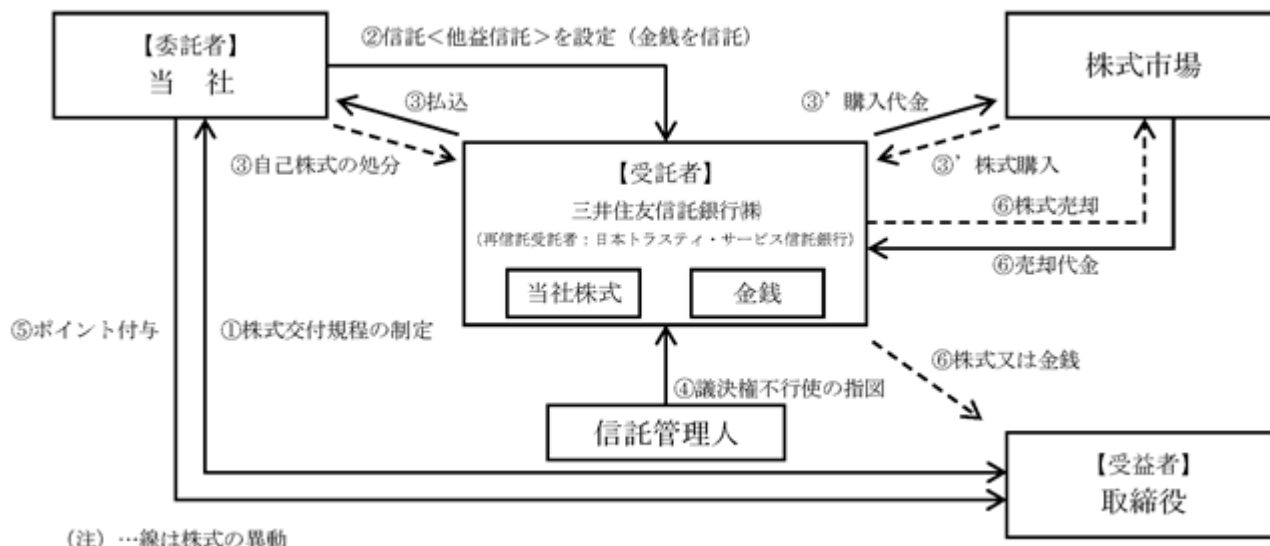 【委託者】
当 社
②信託＜他益信託＞を設定（金銭を信託）
株式市場
③払込
③’購入代金
③自己株式の処分
③’株式購入
【受託者】
三井住友信託銀行㈱
（再信託受託者：日本トラスティ・サービス信託銀行）
⑥株式売却
⑥売却代金
当社株式
金銭
⑤ポイント付与
①株式交付規程の制定
⑥株式又は金銭
④議決権不行使の指図
信託管理人
【受益者】
取締役
（注）…線は株式の異動